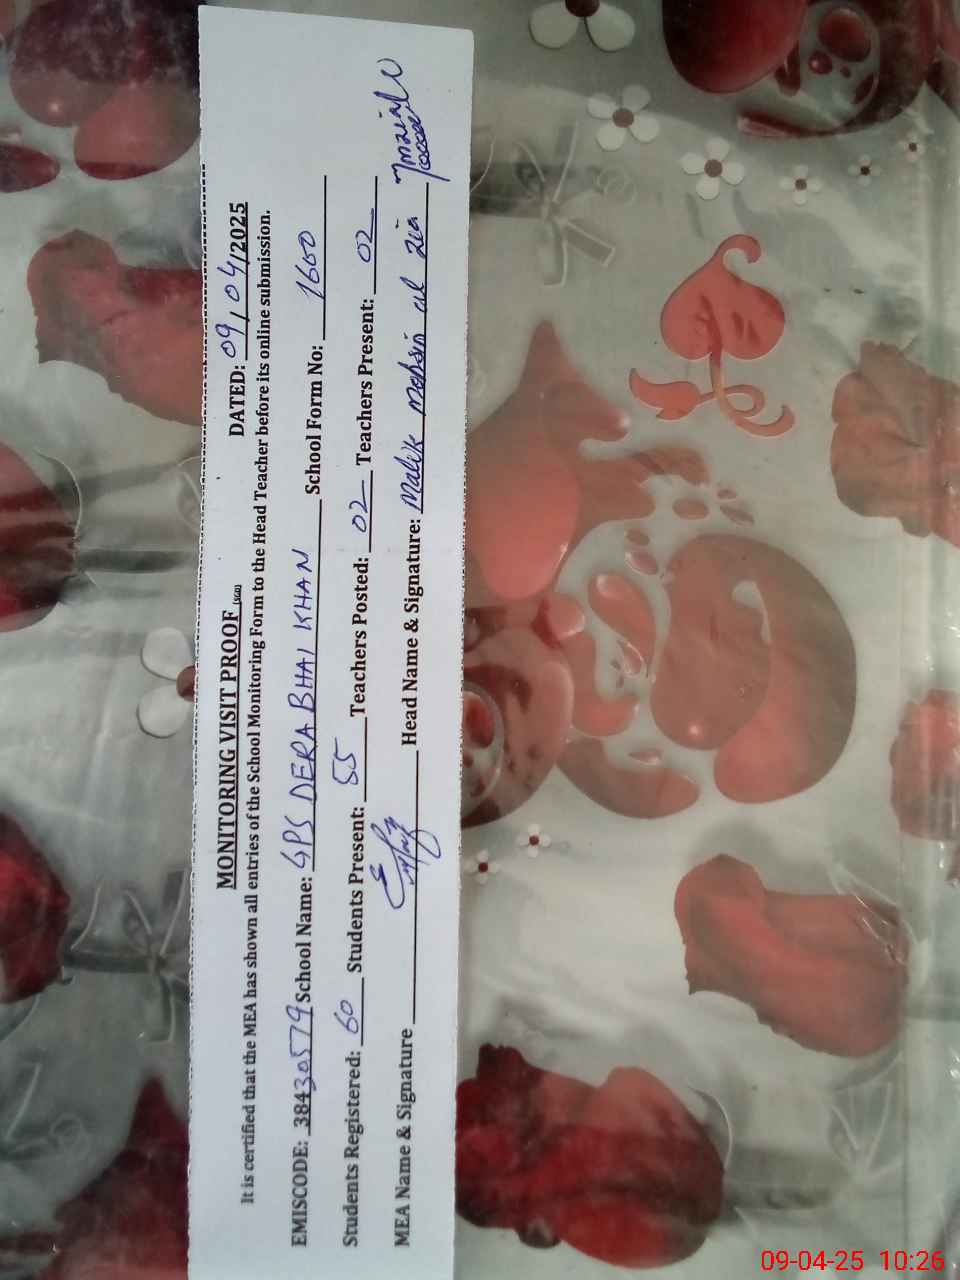 MONITORING VISIT PROOF
DATED: 09/04/2025
It is certified that the MEA has shown all entries of the School Monitoring Form to the Head Teacher before its online submission.
EMISCODE: 38430579 School Name: GPS DERA BHAI KHAN School Form No: 1600
Students Registered: 60 Students Present: 55 Teachers Posted: 02 Teachers Present: 02
MEA Name & Signature Head Name & Signature: Malik mohsin ul zia
09-04-25 10:26